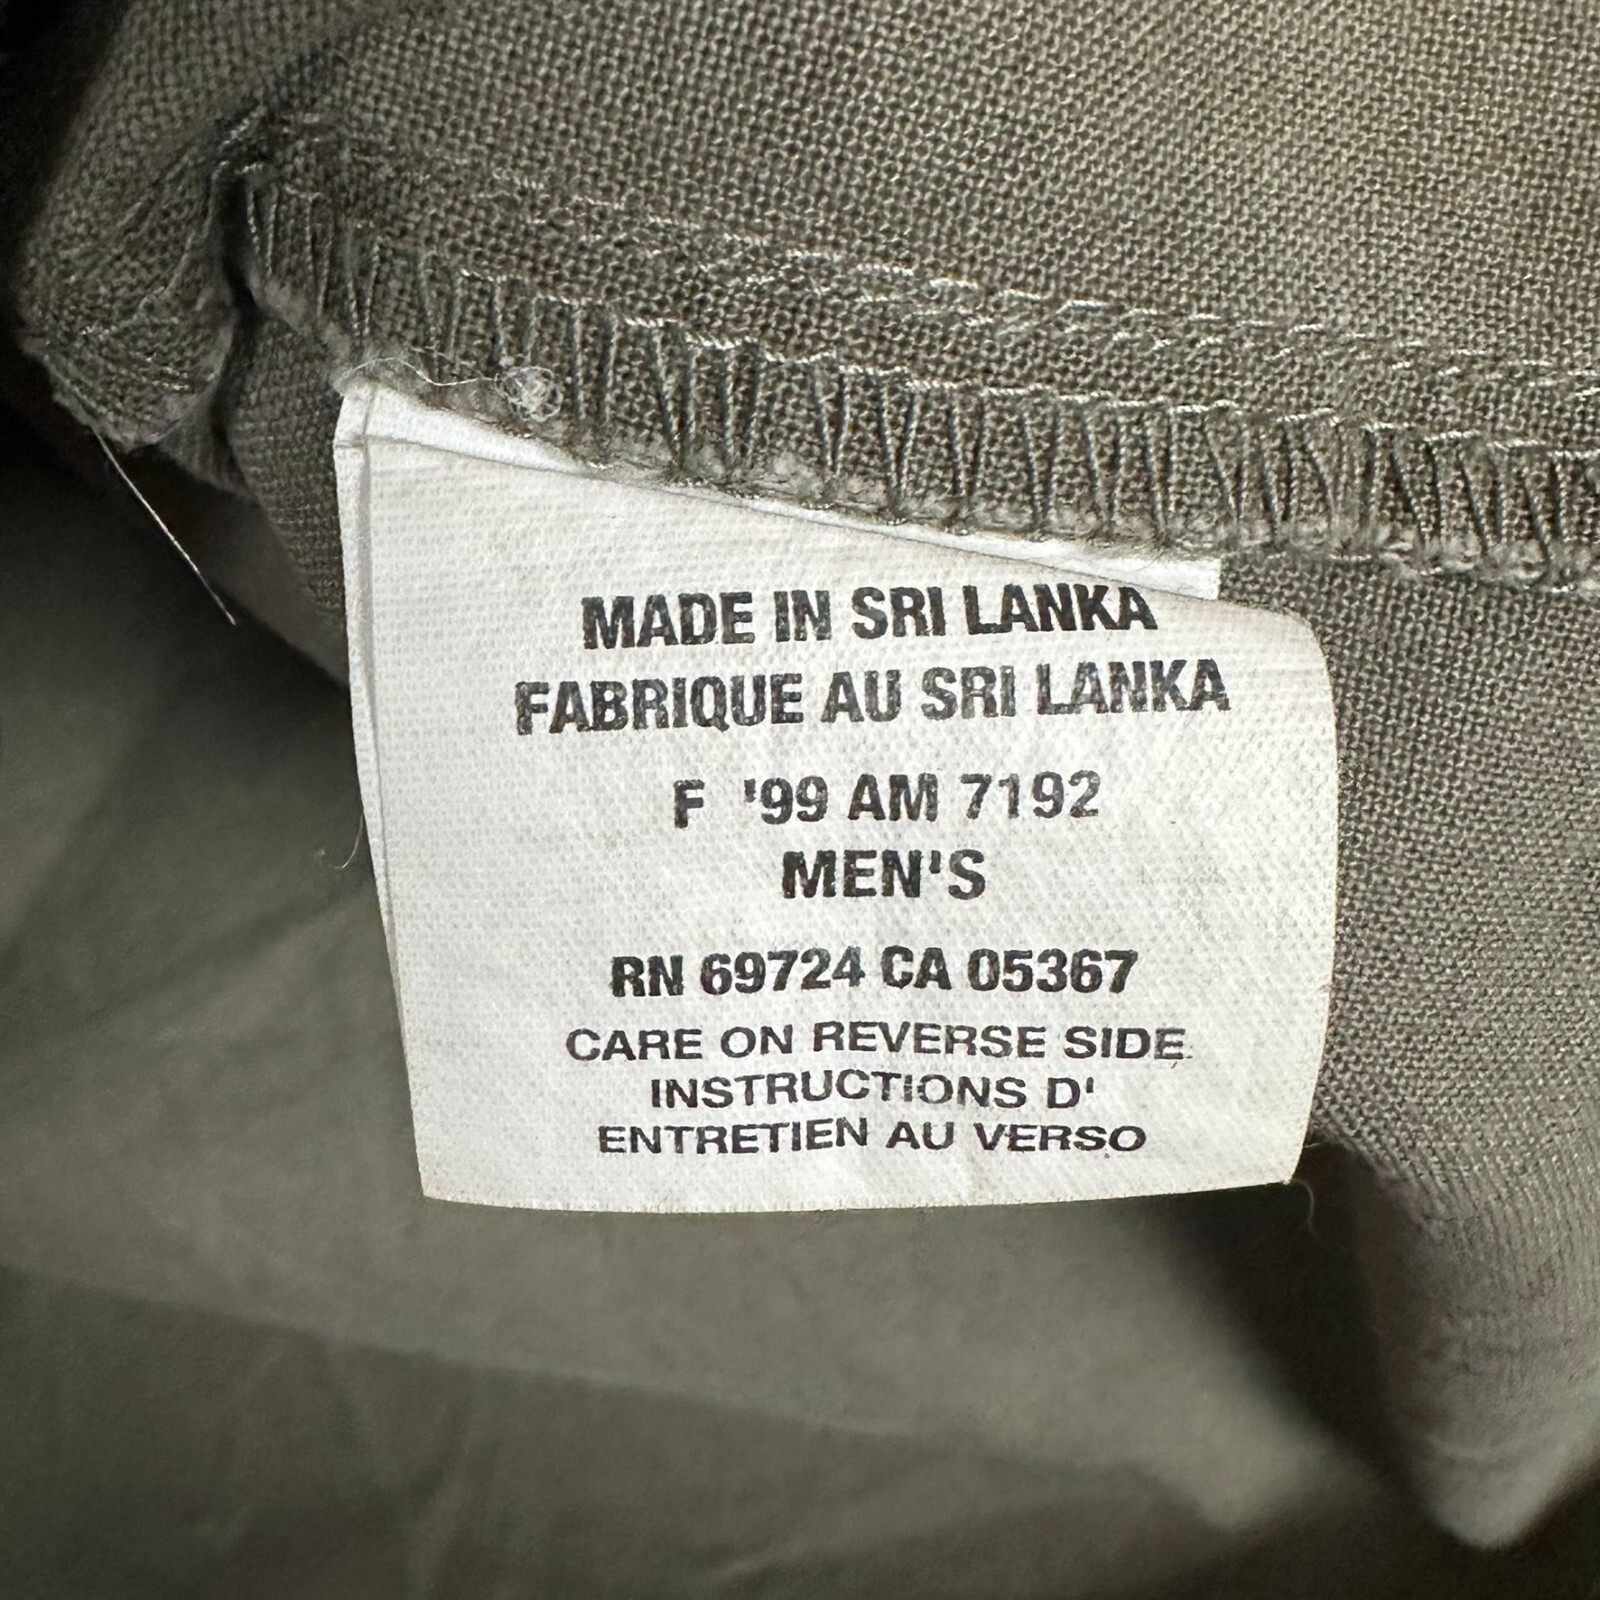 MADE IN SRI LANKA
FABRIQUE AU SRI LANKA
F '99 AM 7192
MEN'S
RN 69724 CA 05367
CARE ON REVERSE SIDE
INSTRUCTIONS D'
ENTRETIEN AU VERSO